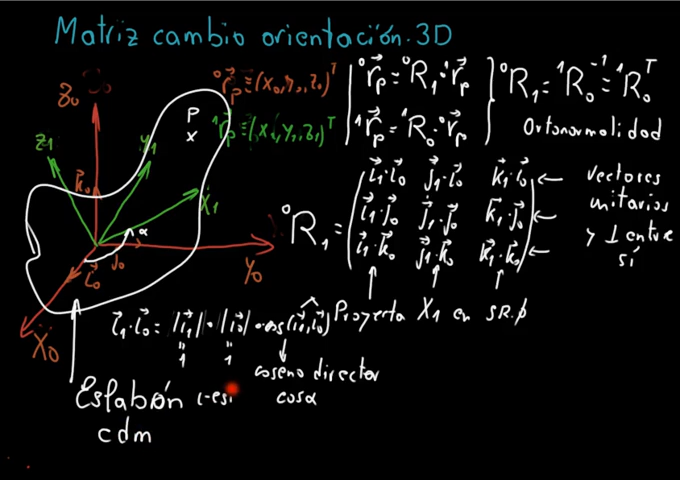 Matriz cambio orientación. 3D
Z₀
⁰r⃗p ≡ (X₀, Y₀, Z₀)ᵀ
¹r⃗p ≡ (X₁, Y₁, Z₁)ᵀ
P
x
Z₁
Y₁
X₁
k⃗₀
α
j₀
i⃗₀
Y₀
X₀
⁰r⃗p = ⁰R₁ · ¹r⃗p
¹r⃗p = ¹R₀ · ⁰r⃗p
⁰R₁ = ¹R₀⁻¹ = ¹R₀ᵀ
Ortonormalidad
⁰R₁ =
i⃗₁·i⃗₀ j⃗₁·i⃗₀ k⃗₁·i⃗₀
i⃗₁·j⃗₀ j⃗₁·j⃗₀ k⃗₁·j⃗₀
i⃗₁·k⃗₀ j⃗₁·k⃗₀ k⃗₁·k⃗₀
vectores
unitarios
y ⊥ entre
sí
i⃗₁·i⃗₀ = |i⃗₁| · |i⃗₀| · cos(i⃗₁, i⃗₀)
Proyecta X₁ en
" "
1 1
coseno director
cosα
Eslabón i-esi
cdm